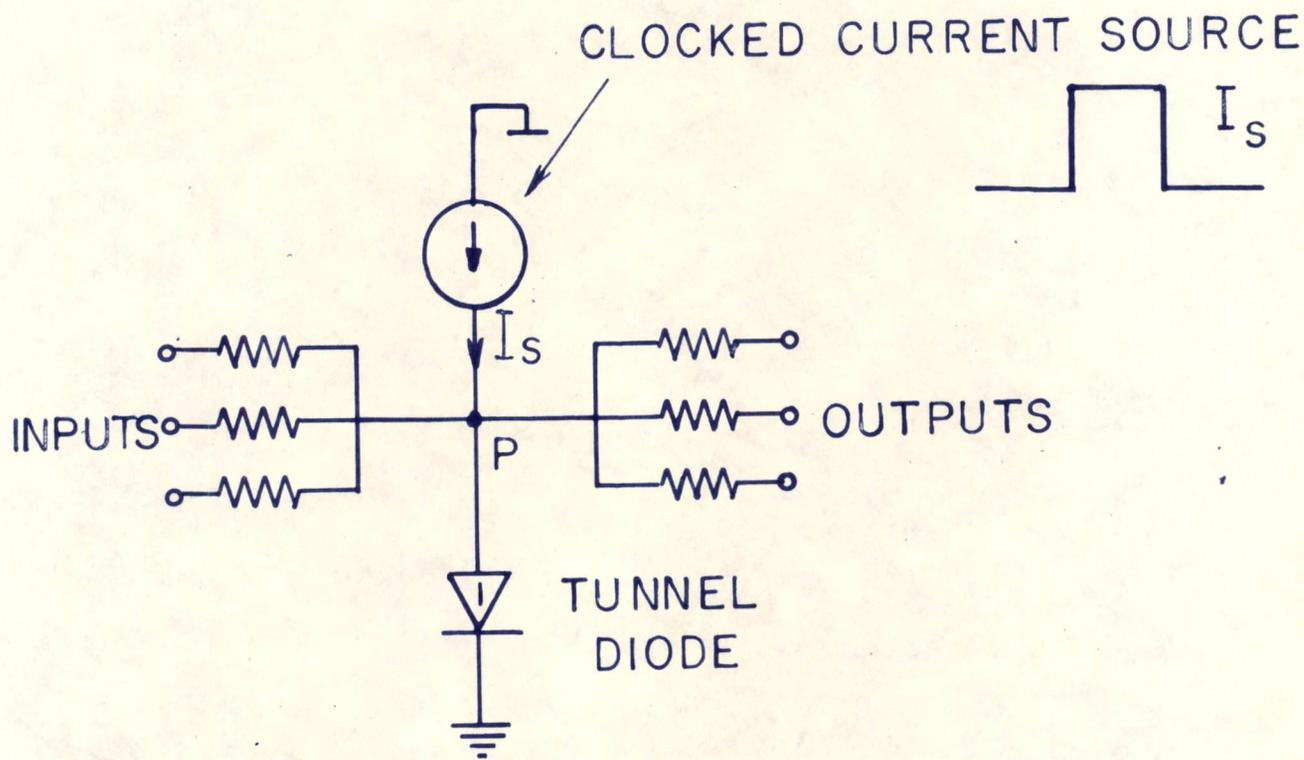 CLOCKED CURRENT SOURCE
I_S
I_S
INPUTS
P
OUTPUTS
TUNNEL
DIODE